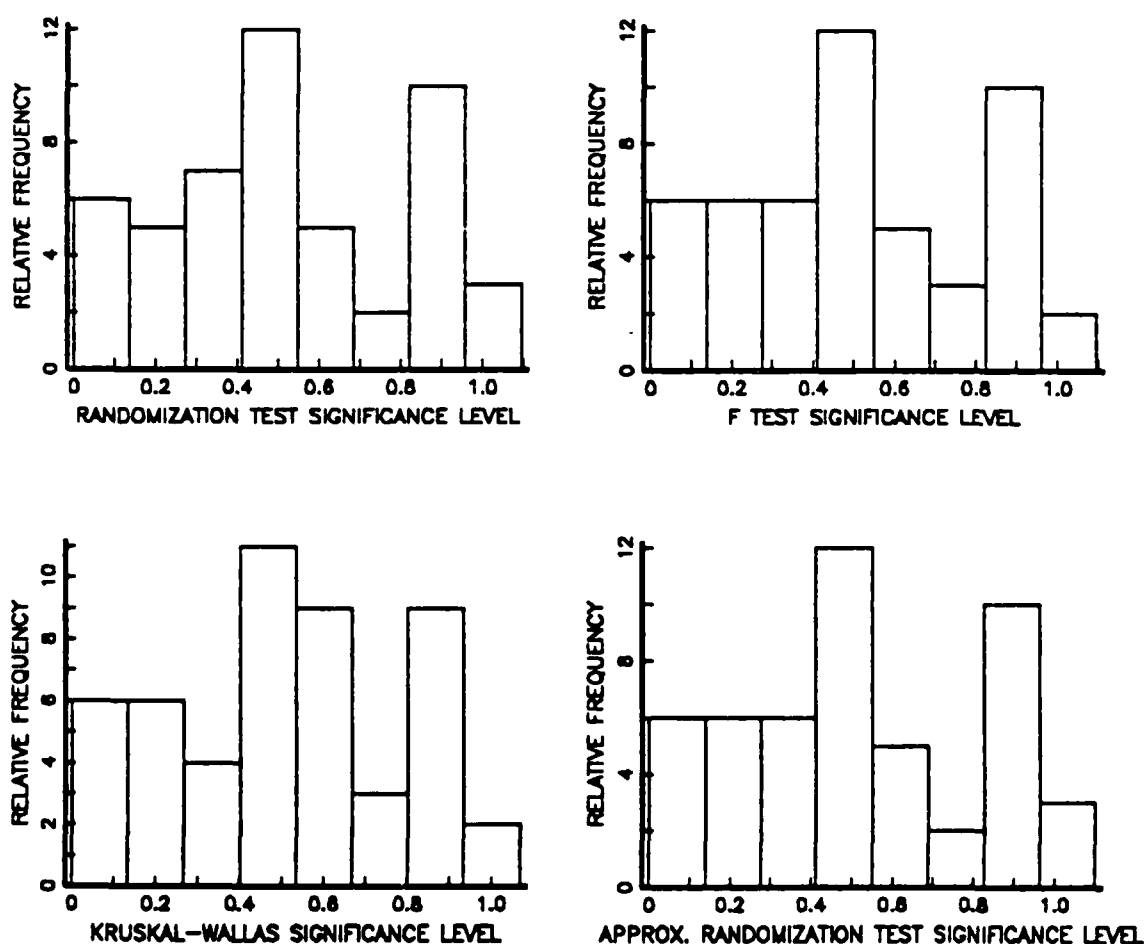 12
8
4
0
RELATIVE FREQUENCY
0 0.2 0.4 0.6 0.8 1.0
RANDOMIZATION TEST SIGNIFICANCE LEVEL
12
8
4
0
RELATIVE FREQUENCY
0 0.2 0.4 0.6 0.8 1.0
F TEST SIGNIFICANCE LEVEL
10
8
6
4
2
0
RELATIVE FREQUENCY
0 0.2 0.4 0.6 0.8 1.0
KRUSKAL-WALLAS SIGNIFICANCE LEVEL
12
8
4
0
RELATIVE FREQUENCY
0 0.2 0.4 0.6 0.8 1.0
APPROX. RANDOMIZATION TEST SIGNIFICANCE LEVEL